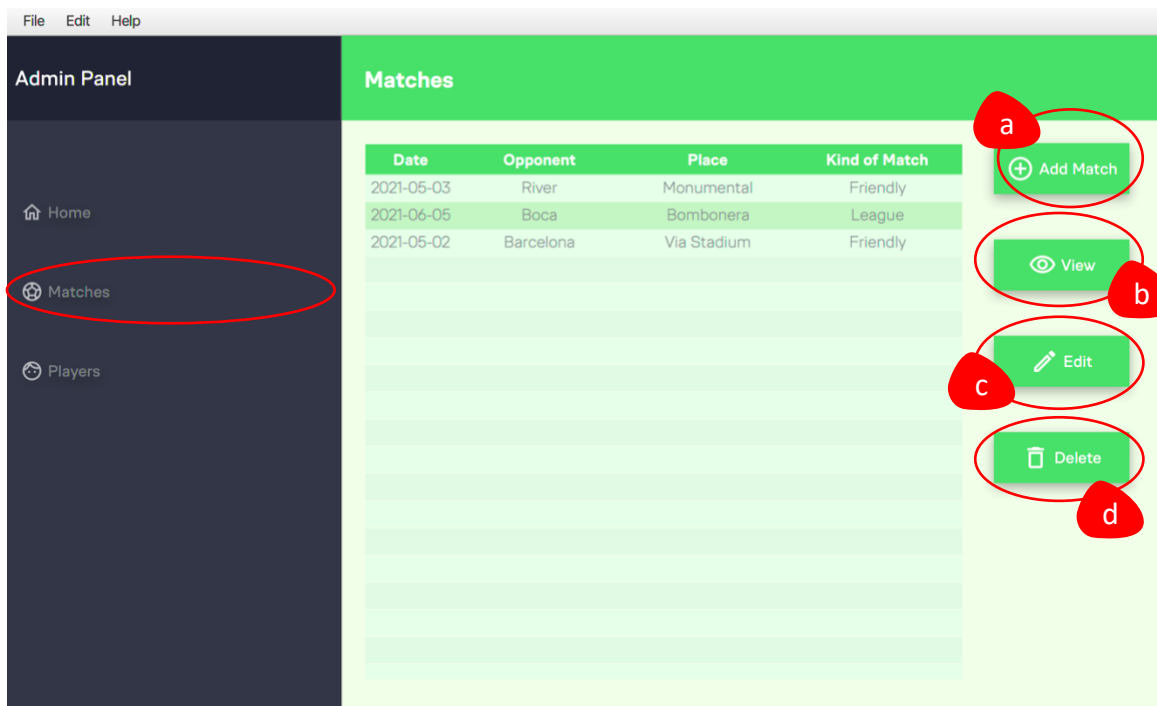 File Edit Help
Admin Panel
Matches
Home
Matches
Players
Date Opponent Place Kind of Match
2021-05-03 River Monumental Friendly
2021-06-05 Boca Bombonera League
2021-05-02 Barcelona Via Stadium Friendly
a
Add Match
View
b
Edit
c
Delete
d